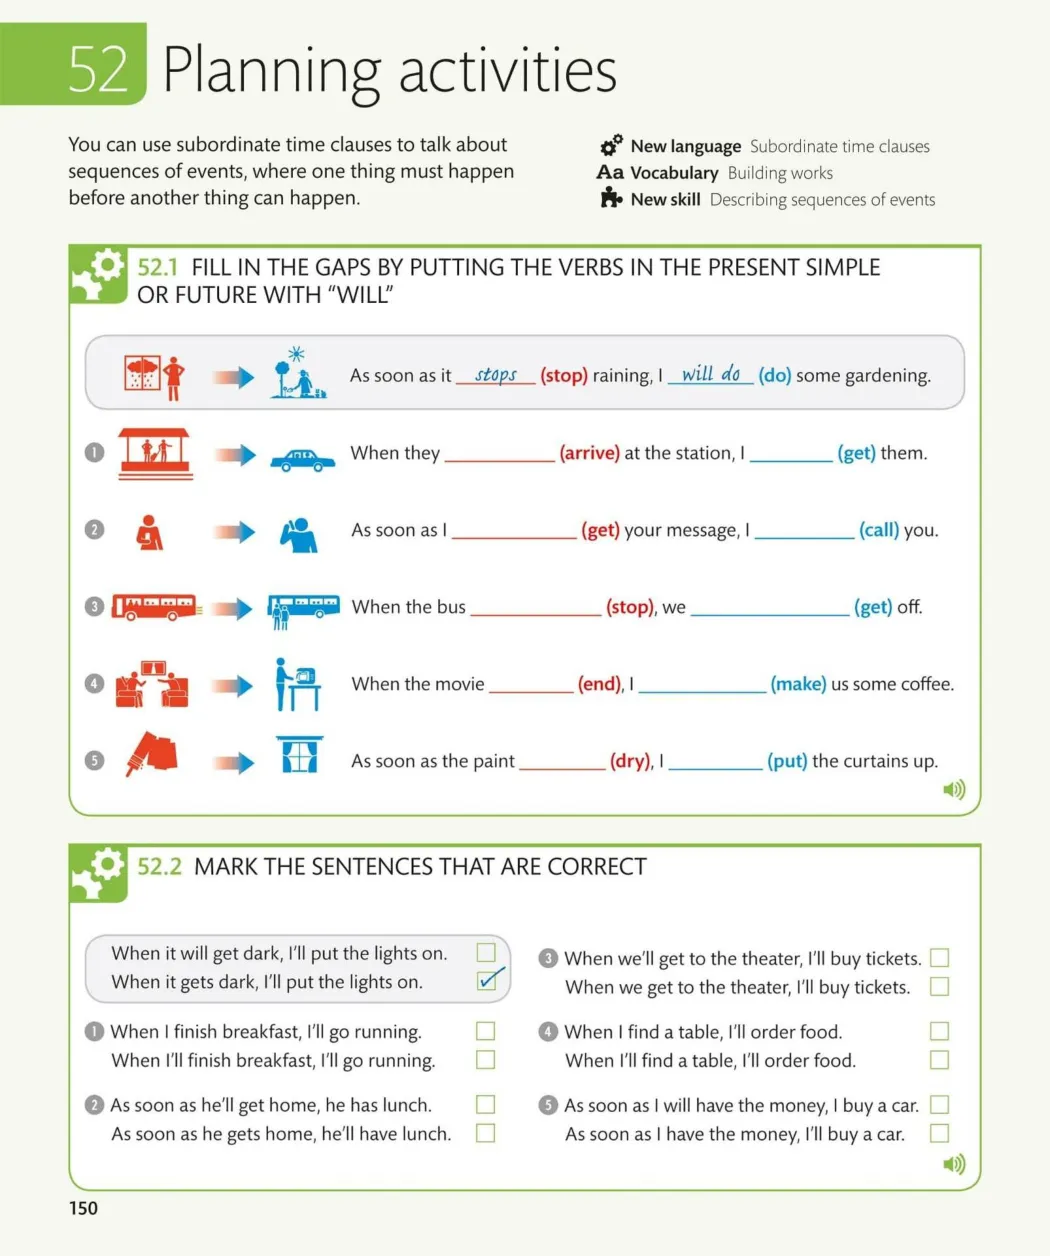 52 Planning activities
You can use subordinate time clauses to talk about
sequences of events, where one thing must happen
before another thing can happen.
New language Subordinate time clauses
Aa Vocabulary Building works
New skill Describing sequences of events
52.1 FILL IN THE GAPS BY PUTTING THE VERBS IN THE PRESENT SIMPLE
OR FUTURE WITH “WILL”
As soon as it stops (stop) raining, I will do (do) some gardening.
1 When they ____________ (arrive) at the station, I _________ (get) them.
2 As soon as I ______________ (get) your message, I ___________ (call) you.
3 When the bus ______________ (stop), we _________________ (get) off.
4 When the movie _________ (end), I ______________ (make) us some coffee.
5 As soon as the paint _________ (dry), I __________ (put) the curtains up.
52.2 MARK THE SENTENCES THAT ARE CORRECT
When it will get dark, I’ll put the lights on.
When it gets dark, I’ll put the lights on.
1 When I finish breakfast, I’ll go running.
When I’ll finish breakfast, I’ll go running.
2 As soon as he’ll get home, he has lunch.
As soon as he gets home, he’ll have lunch.
3 When we’ll get to the theater, I’ll buy tickets.
When we get to the theater, I’ll buy tickets.
4 When I find a table, I’ll order food.
When I’ll find a table, I’ll order food.
5 As soon as I will have the money, I buy a car.
As soon as I have the money, I’ll buy a car.
150